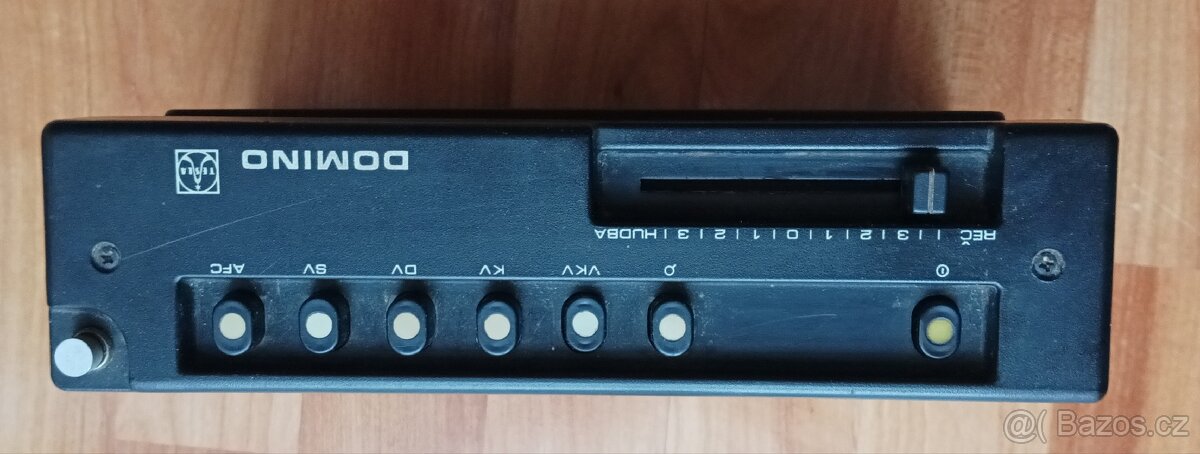 VKV KV DV SV AFC
ŘEČ | 3 | 2 | 1 | 0 | 1 | 2 | 3 | HUDBA
DOMINO TESLA
@( Bazos.cz